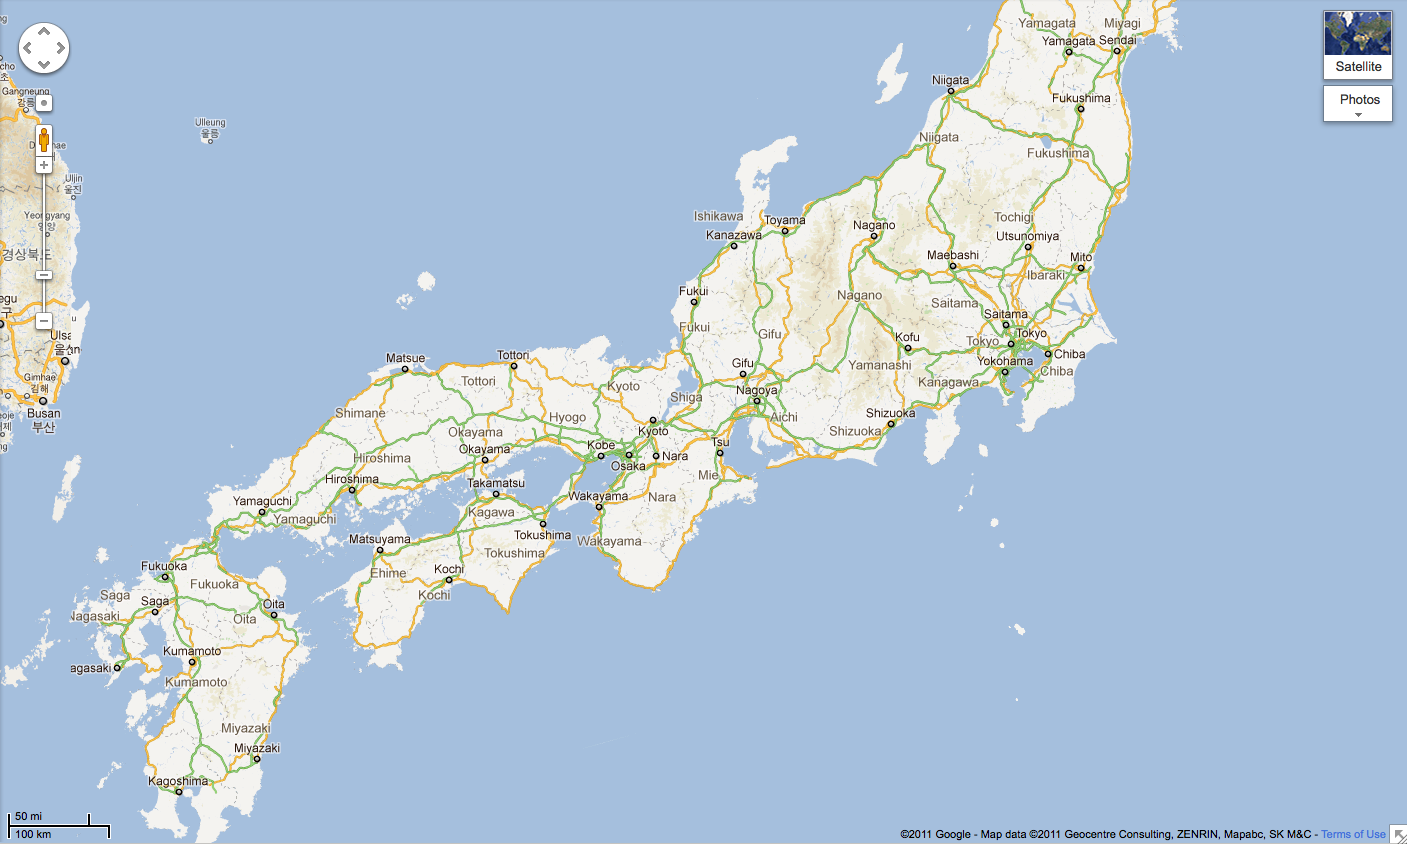 Yamagata
Miyagi
Yamagata
Sendai
Satellite
Photos
Niigata
Fukushima
Gangneung
강릉
Ulleung
울릉
Niigata
Fukushima
Uljin
울진
Yeongyang
Ishikawa
Toyama
Kanazawa
Nagano
Tochigi
Utsunomiya
경상북도
Maebashi
Mito
Ibaraki
Fukui
Nagano
Saitama
Saitama
Fukui
Gifu
Kofu
Tokyo
Tokyo
Yokohama
Chiba
Chiba
Matsue
Tottori
Gifu
Yamanashi
Kanagawa
Gimhae
김해
Busan
부산
Tottori
Kyoto
Shiga
Nagoya
Aichi
Shizuoka
Shizuoka
Shimane
Hyogo
Okayama
Kyoto
Tsu
Hiroshima
Okayama
Kobe
Osaka
Nara
Mie
Hiroshima
Takamatsu
Wakayama
Nara
Yamaguchi
Yamaguchi
Kagawa
Tokushima
Wakayama
Matsuyama
Tokushima
Fukuoka
Fukuoka
Ehime
Kochi
Kochi
Saga
Saga
Oita
Oita
Nagasaki
Kumamoto
agasaki
Kumamoto
Miyazaki
Miyazaki
Kagoshima
50 mi
100 km
©2011 Google - Map data ©2011 Geocentre Consulting, ZENRIN, Mapabc, SK M&C - Terms of Use